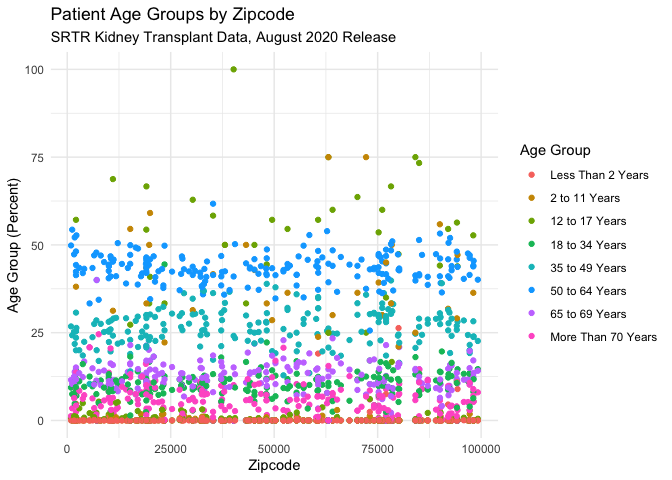 Patient Age Groups by Zipcode
SRTR Kidney Transplant Data, August 2020 Release
100
75
50
25
0
Age Group (Percent)
0 25000 50000 75000 100000
Zipcode
Age Group
Less Than 2 Years
2 to 11 Years
12 to 17 Years
18 to 34 Years
35 to 49 Years
50 to 64 Years
65 to 69 Years
More Than 70 Years